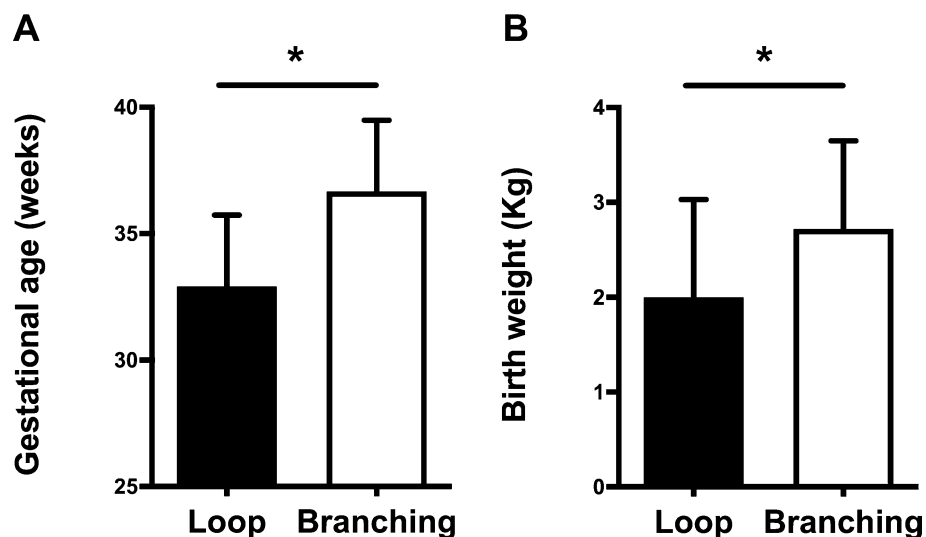 A
*
Gestational age (weeks)
40
35
30
25
Loop Branching
B
*
Birth weight (Kg)
4
3
2
1
0
Loop Branching